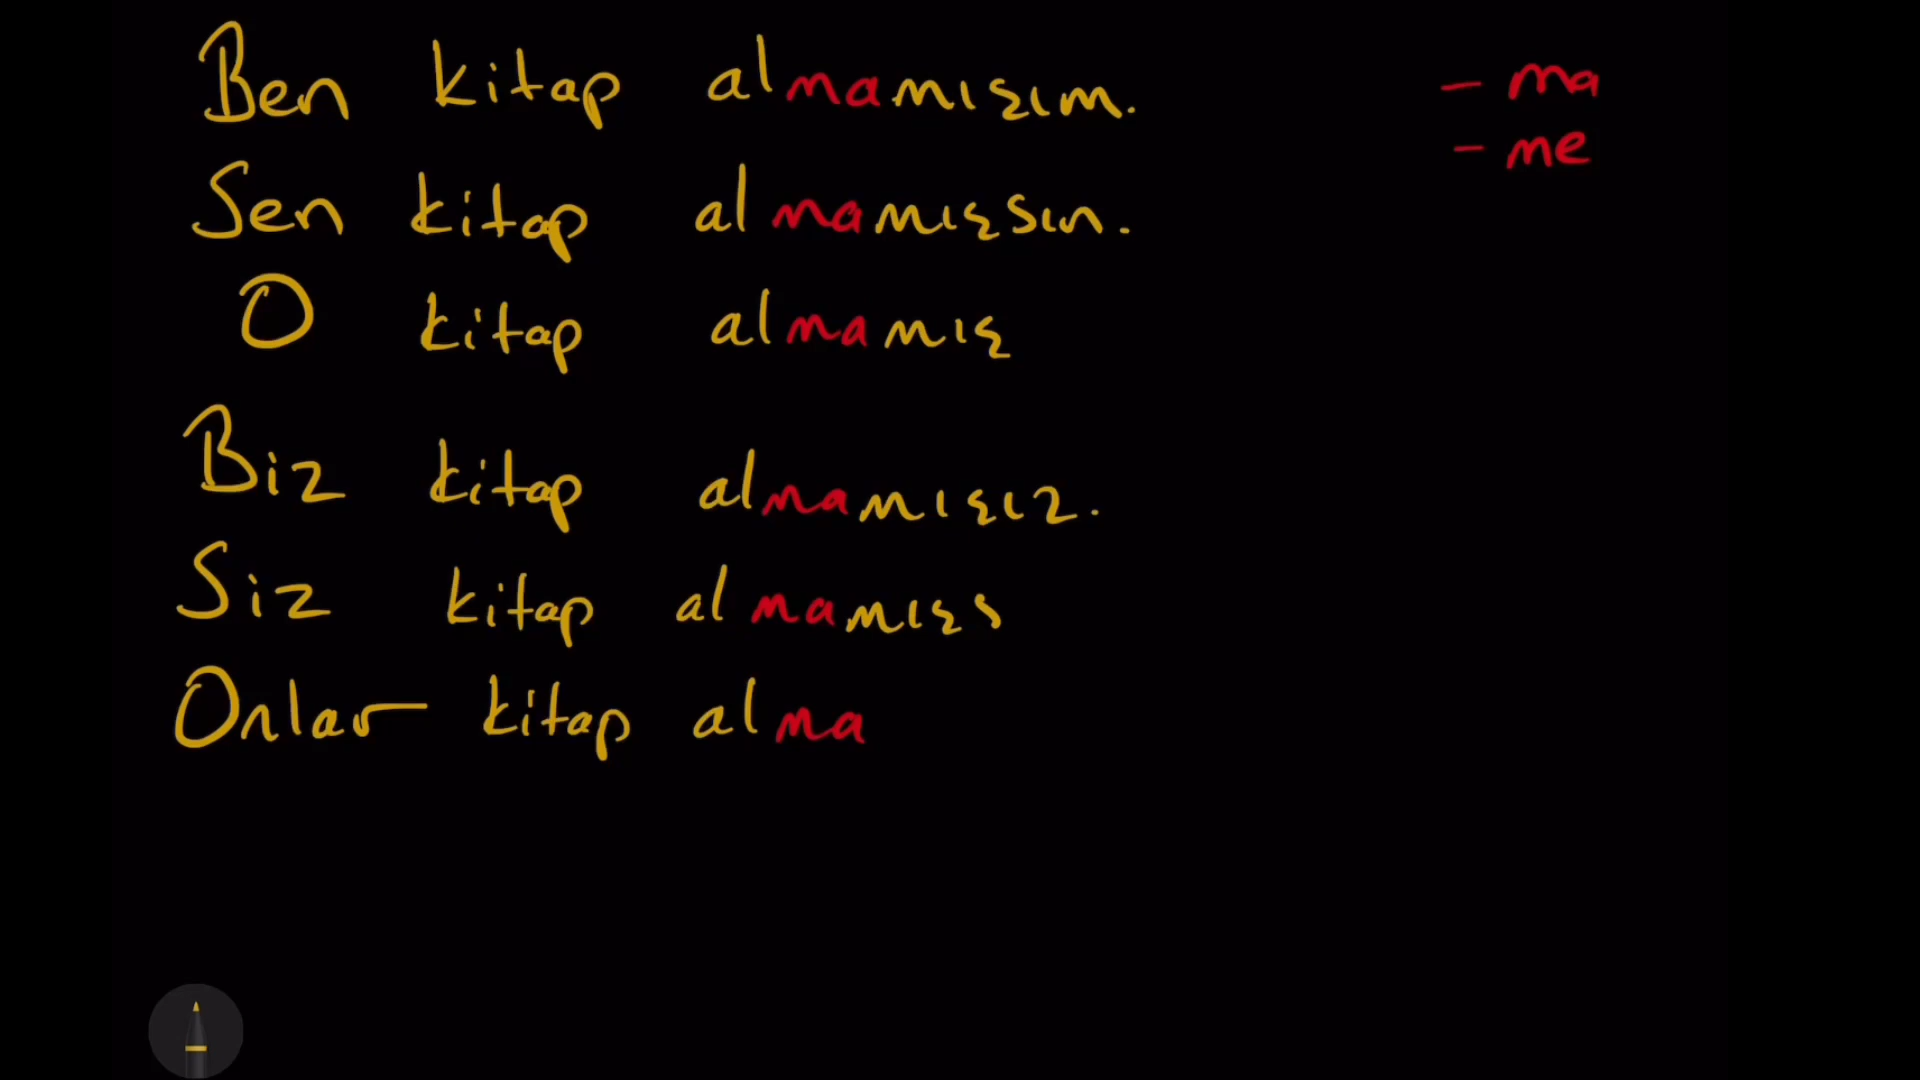 Ben kitap almamışım.
- ma
- me
Sen kitap almamışsın.
O kitap almamış
Biz kitap almamışız.
Siz kitap almamışs
Onlar kitap alma